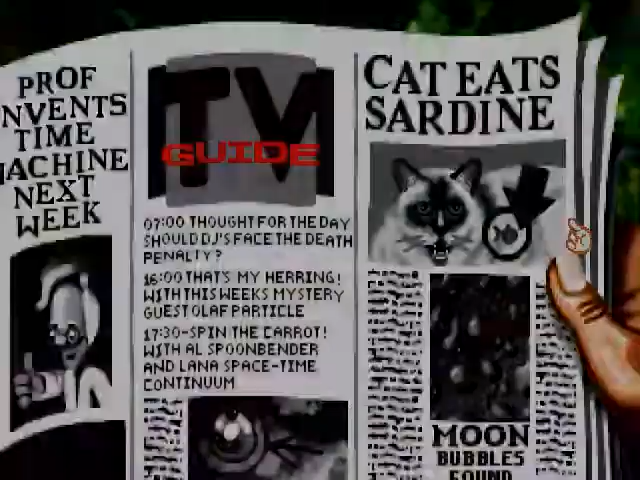 PROF
NVENTS
TIME
MACHINE
NEXT
WEEK
TV
GUIDE
07:00 THOUGHT FOR THE DAY
SHOULD DJ'S FACE THE DEATH
PENALTY?
16:00 THAT'S MY HERRING!
WITH THIS WEEKS MYSTERY
GUEST OLAF PARTICLE
17:30-SPIN THE CARROT!
WITH AL SPOONBENDER
AND LANA SPACE-TIME
CONTINUUM
CAT EATS
SARDINE
MOON
BUBBLES
FOUND